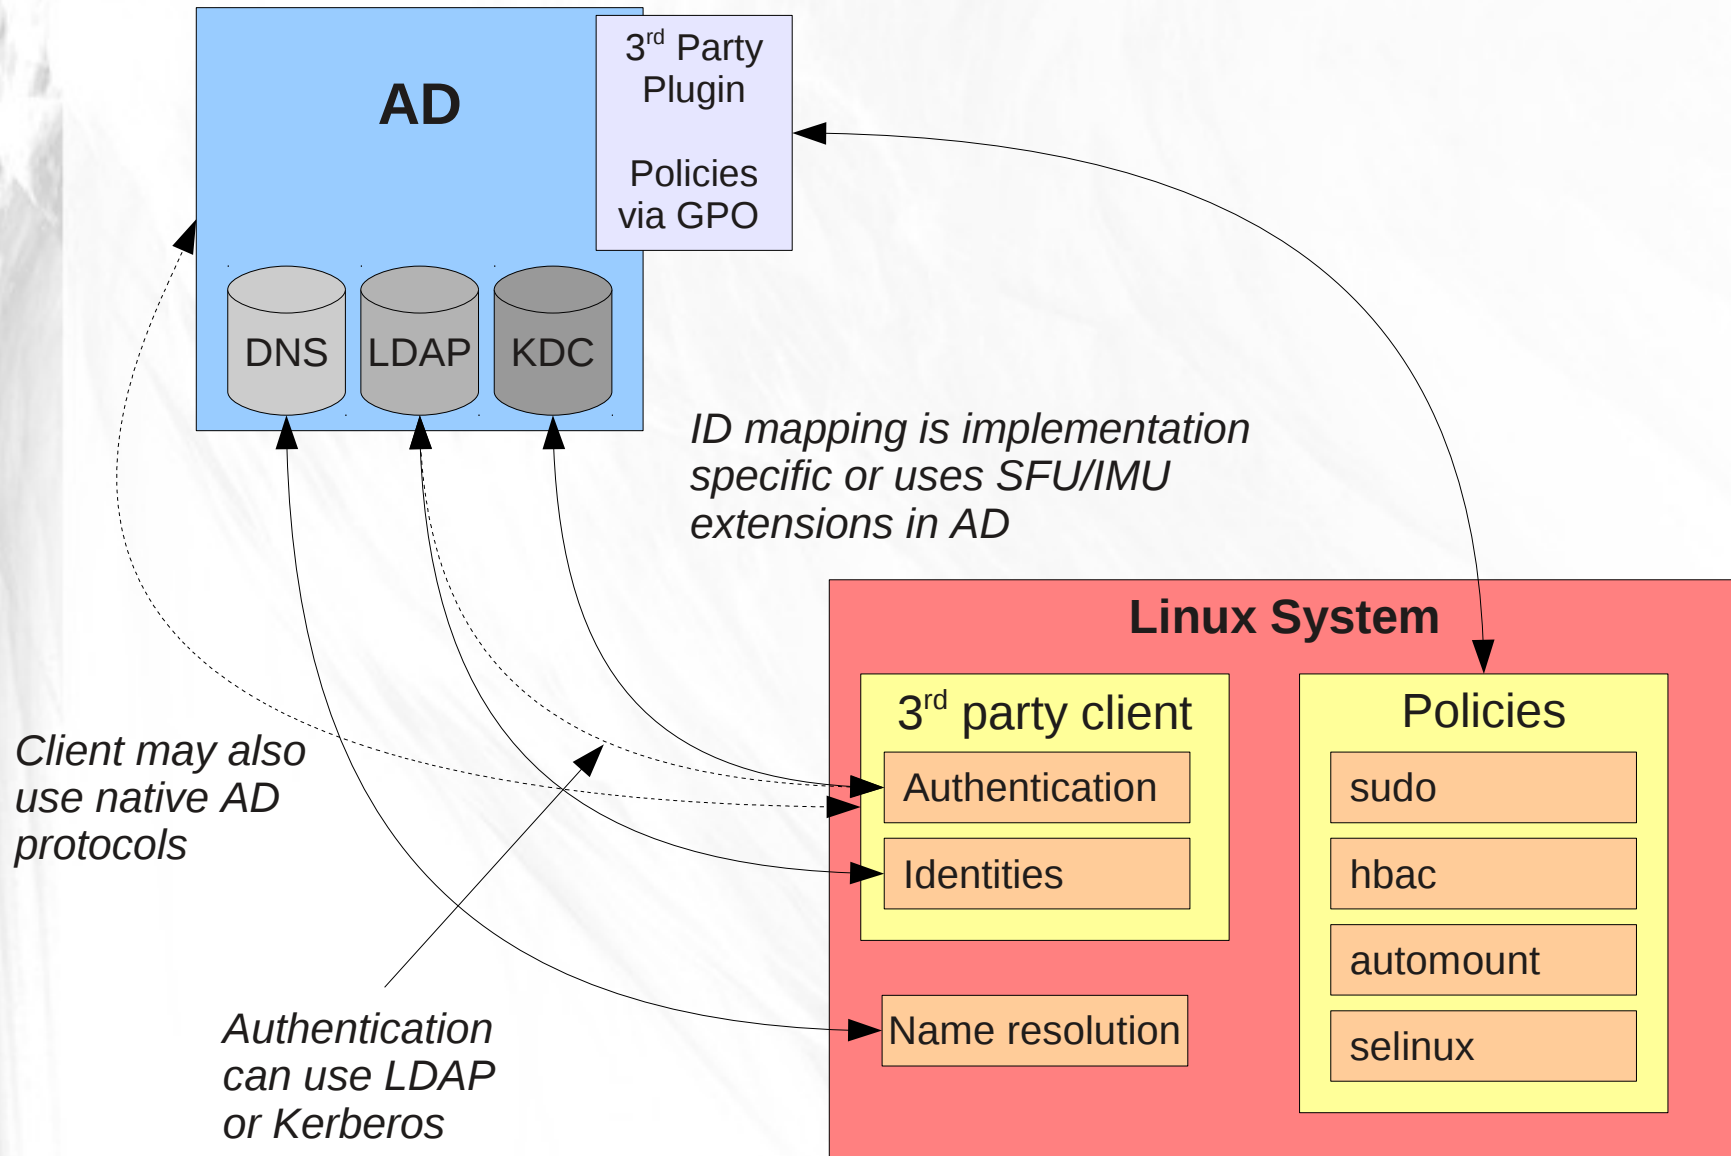 AD
3rd Party
Plugin
Policies
via GPO
DNS
LDAP
KDC
ID mapping is implementation
specific or uses SFU/IMU
extensions in AD
Linux System
3rd party client
Authentication
Identities
Name resolution
Policies
sudo
hbac
automount
selinux
Client may also
use native AD
protocols
Authentication
can use LDAP
or Kerberos